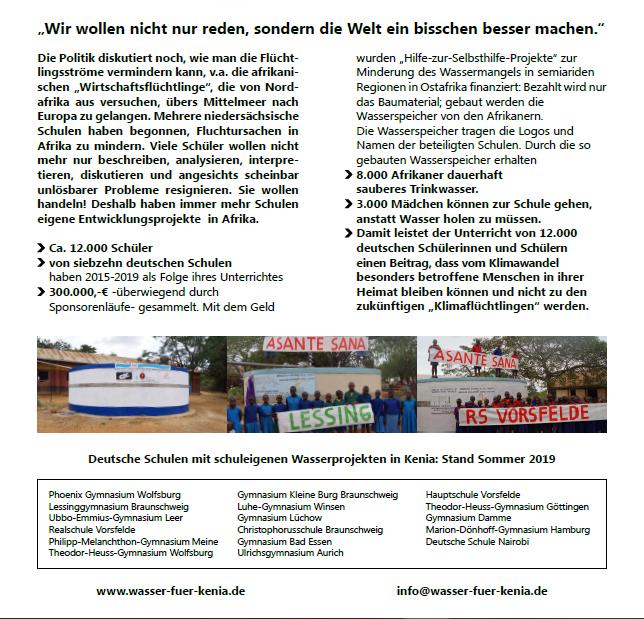 „Wir wollen nicht nur reden, sondern die Welt ein bisschen besser machen.“
Die Politik diskutiert noch, wie man die Flücht-
lingsströme vermindern kann, v.a. die afrikani-
schen „Wirtschaftsflüchtlinge“, die von Nord-
afrika aus versuchen, übers Mittelmeer nach
Europa zu gelangen. Mehrere niedersächsische
Schulen haben begonnen, Fluchtursachen in
Afrika zu mindern. Viele Schüler wollen nicht
mehr nur beschreiben, analysieren, interpre-
tieren, diskutieren und angesichts scheinbar
unlösbarer Probleme resignieren. Sie wollen
handeln! Deshalb haben immer mehr Schulen
eigene Entwicklungsprojekte in Afrika.
Ca. 12.000 Schüler
von siebzehn deutschen Schulen
haben 2015-2019 als Folge ihres Unterrichtes
300.000,-€ -überwiegend durch
Sponsorenläufe- gesammelt. Mit dem Geld
wurden „Hilfe-zur-Selbsthilfe-Projekte“ zur
Minderung des Wassermangels in semiariden
Regionen in Ostafrika finanziert: Bezahlt wird nur
das Baumaterial; gebaut werden die
Wasserspeicher von den Afrikanern.
Die Wasserspeicher tragen die Logos und
Namen der beteiligten Schulen. Durch die so
gebauten Wasserspeicher erhalten
8.000 Afrikaner dauerhaft
sauberes Trinkwasser.
3.000 Mädchen können zur Schule gehen,
anstatt Wasser holen zu müssen.
Damit leistet der Unterricht von 12.000
deutschen Schülerinnen und Schülern
einen Beitrag, dass vom Klimawandel
besonders betroffene Menschen in ihrer
Heimat bleiben können und nicht zu den
zukünftigen „Klimaflüchtlingen“ werden.
ASANTE SANA
LESSING
ASANTE SANA
RS VORSFELDE
Deutsche Schulen mit schuleigenen Wasserprojekten in Kenia: Stand Sommer 2019
Phoenix Gymnasium Wolfsburg
Lessinggymnasium Braunschweig
Ubbo-Emmius-Gymnasium Leer
Realschule Vorsfelde
Philipp-Melanchthon-Gymnasium Meine
Theodor-Heuss-Gymnasium Wolfsburg
Gymnasium Kleine Burg Braunschweig
Luhe-Gymnasium Winsen
Gymnasium Lüchow
Christophorusschule Braunschweig
Gymnasium Bad Essen
Ulrichsgymnasium Aurich
Hauptschule Vorsfelde
Theodor-Heuss-Gymnasium Göttingen
Gymnasium Damme
Marion-Dönhoff-Gymnasium Hamburg
Deutsche Schule Nairobi
www.wasser-fuer-kenia.de
info@wasser-fuer-kenia.de